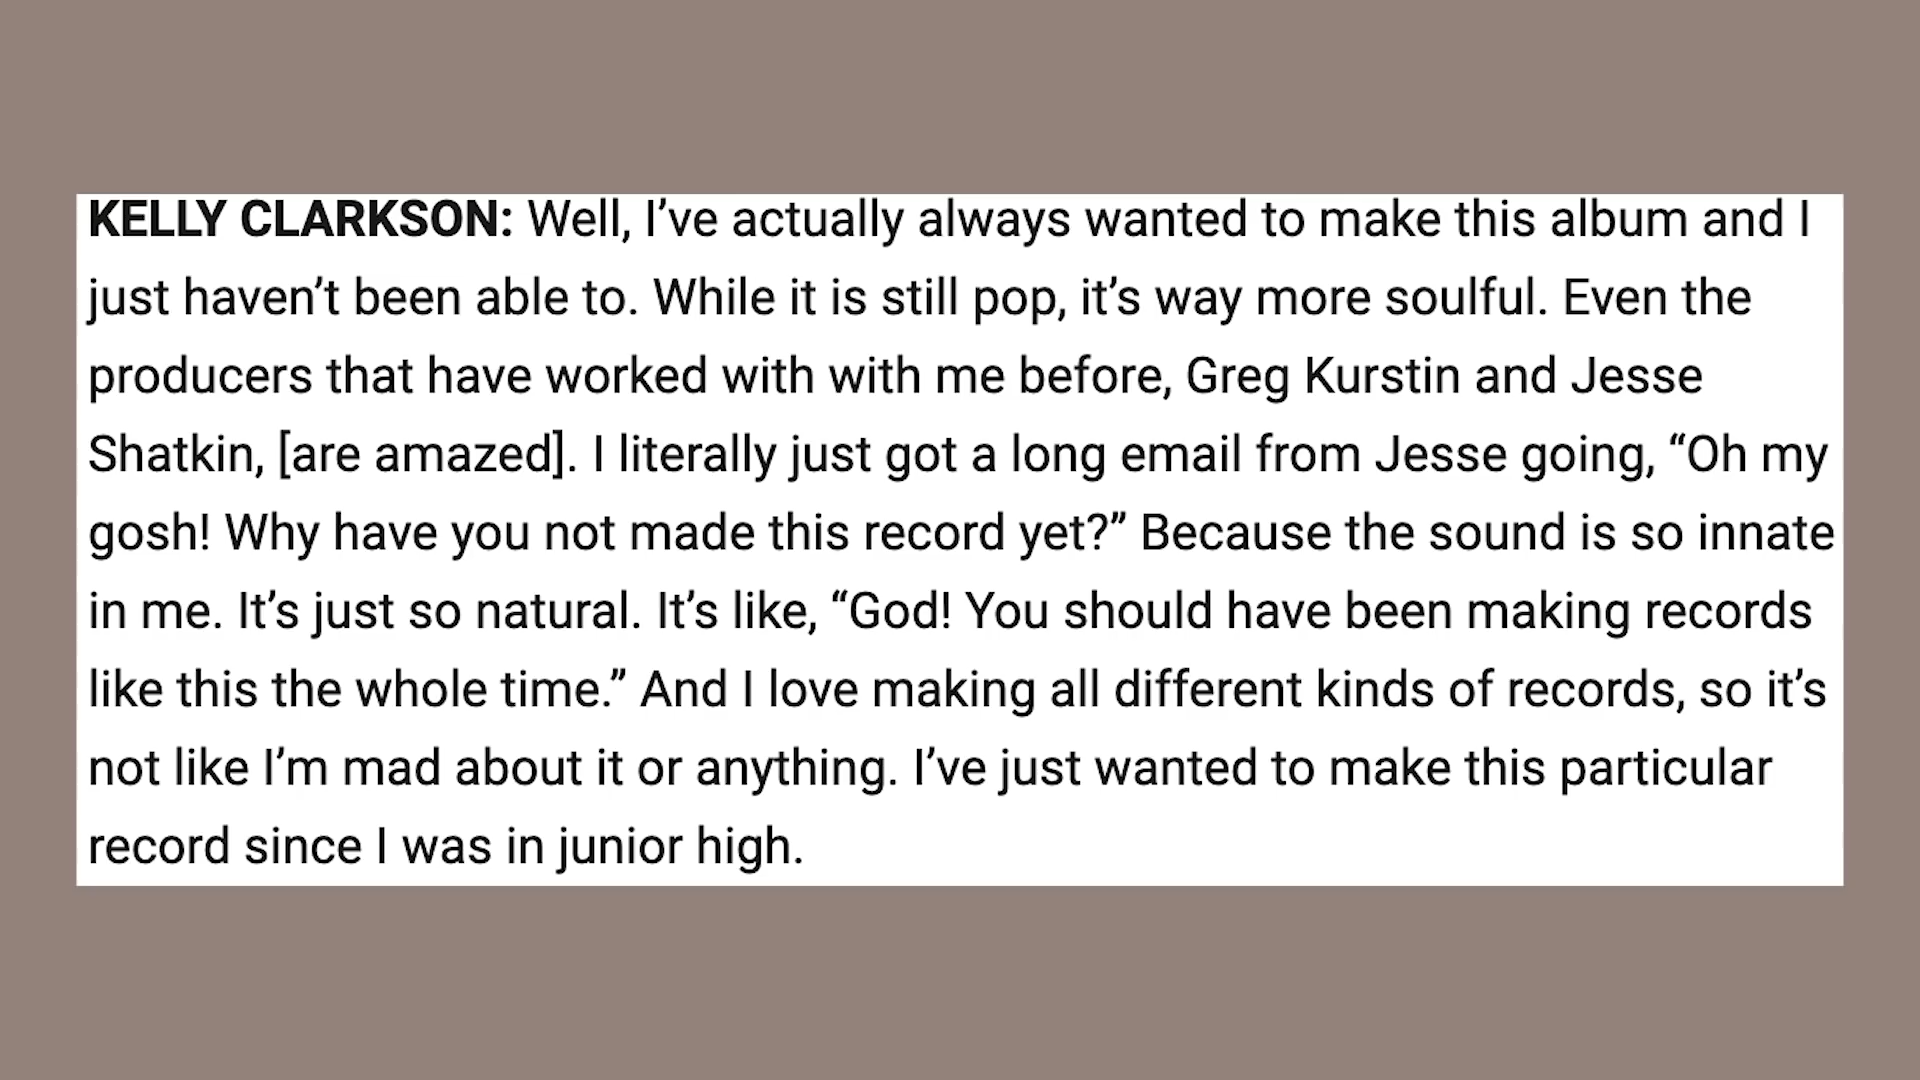 KELLY CLARKSON: Well, I’ve actually always wanted to make this album and I
just haven’t been able to. While it is still pop, it’s way more soulful. Even the
producers that have worked with with me before, Greg Kurstin and Jesse
Shatkin, [are amazed]. I literally just got a long email from Jesse going, “Oh my
gosh! Why have you not made this record yet?” Because the sound is so innate
in me. It’s just so natural. It’s like, “God! You should have been making records
like this the whole time.” And I love making all different kinds of records, so it’s
not like I’m mad about it or anything. I’ve just wanted to make this particular
record since I was in junior high.